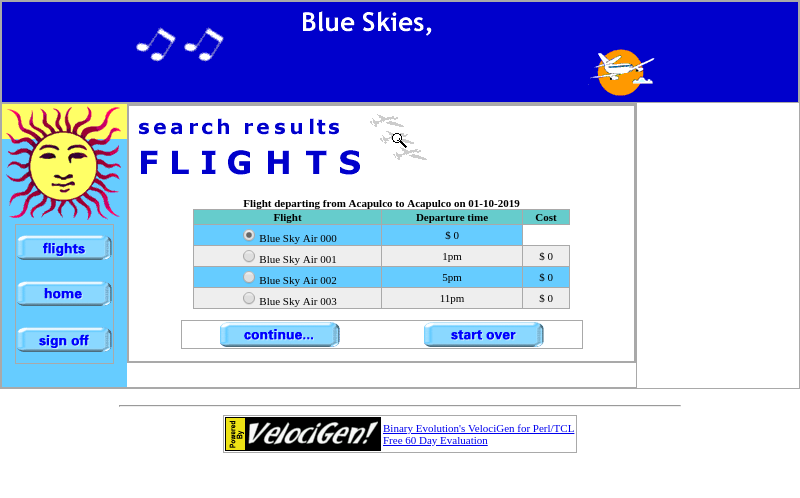 Blue Skies,
search results
FLIGHTS
flights
home
sign off
Flight departing from Acapulco to Acapulco on 01-10-2019
Flight Departure time Cost
Blue Sky Air 000 $ 0
Blue Sky Air 001 1pm $ 0
Blue Sky Air 002 5pm $ 0
Blue Sky Air 003 11pm $ 0
continue... start over
Powered By VelociGen!
Binary Evolution's VelociGen for Perl/TCL
Free 60 Day Evaluation